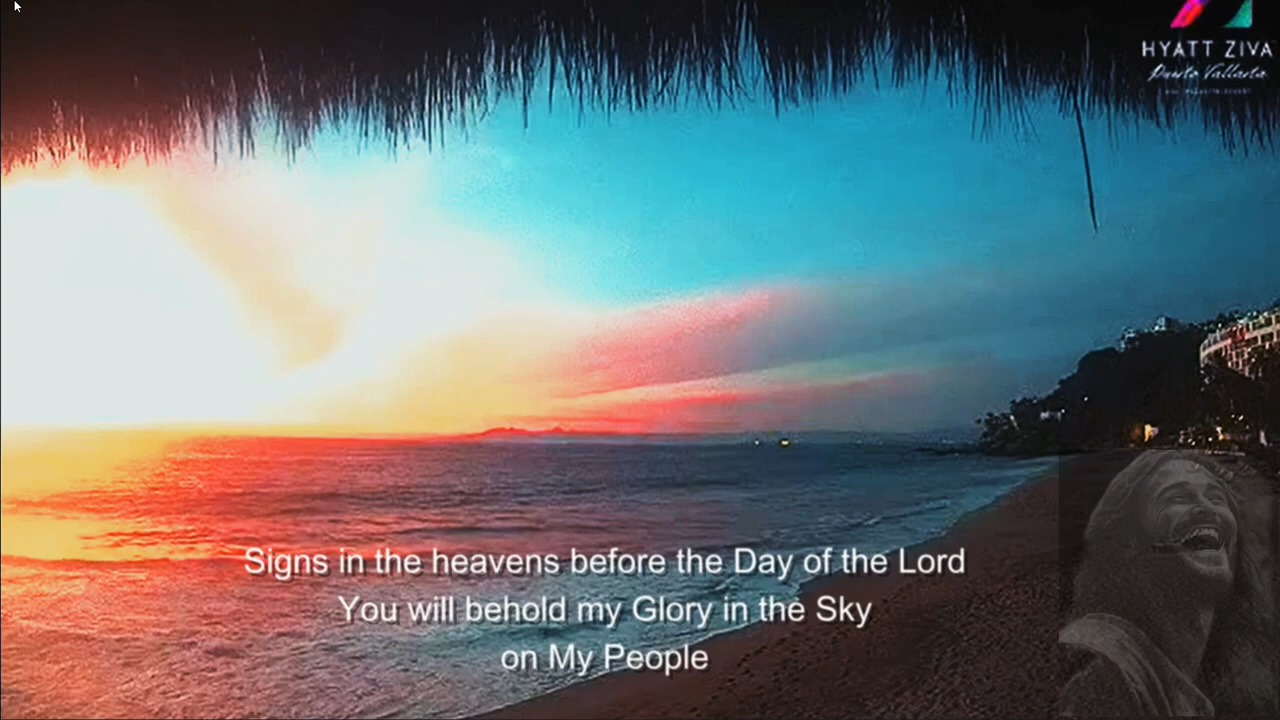 HYATT ZIVA
Puerto Vallarta
Signs in the heavens before the Day of the Lord
You will behold my Glory in the Sky
on My People